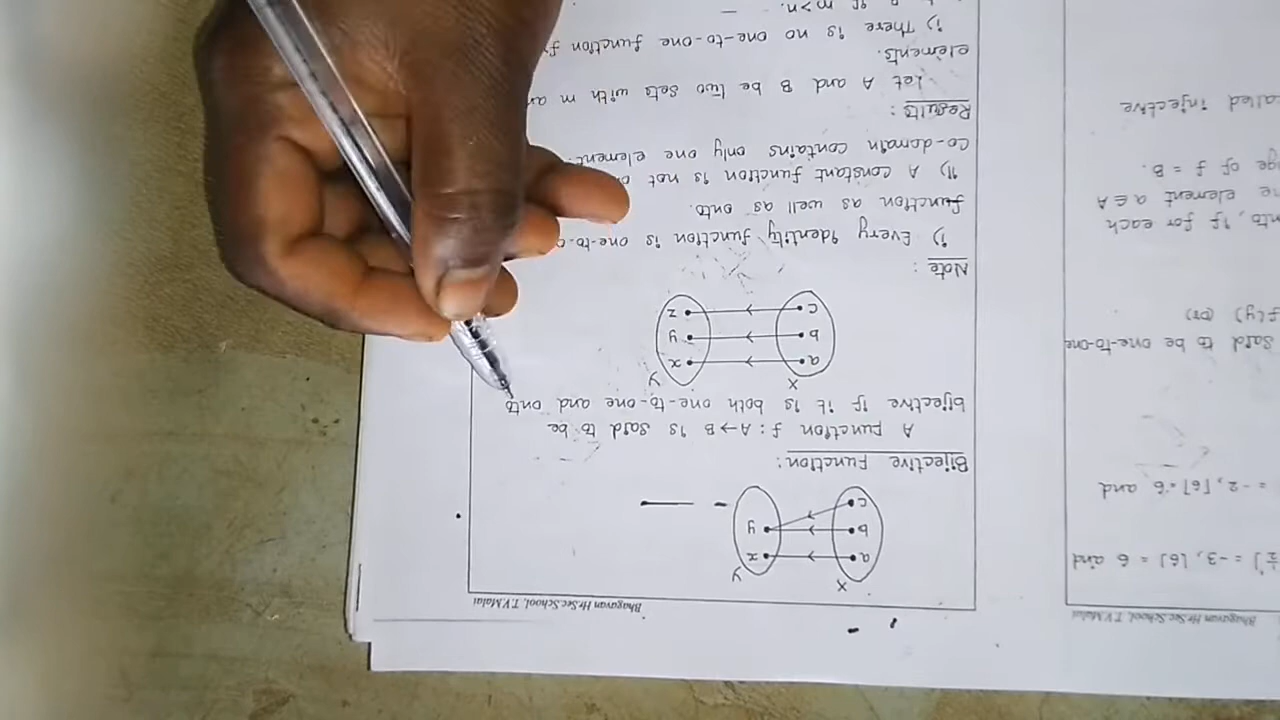 Bhagavan Hr.Sec.School, T.V.Malai
X
Y
a
x
b
y
c
Bijective Function:
A Function f: A→B is said to be
bijective if it is both one-to-one and onto
X
Y
a
x
b
y
c
z
Note:
i) Every identity function is one-to-o
function as well as onto.
ii) A constant function is not
co-domain contains only one element.
Results:
Let A and B be two sets with m an
elements.
i) There is no one-to-one function
if m>n.
Bhagavan Hr.Sec.School, T.V.Malai
] = -3, [6] = 6 and
= -2, ⌈6⌉=6 and
said to be one-to-one
(or)
nto, if for each
element a∈A
ge of f = B.
alled injective